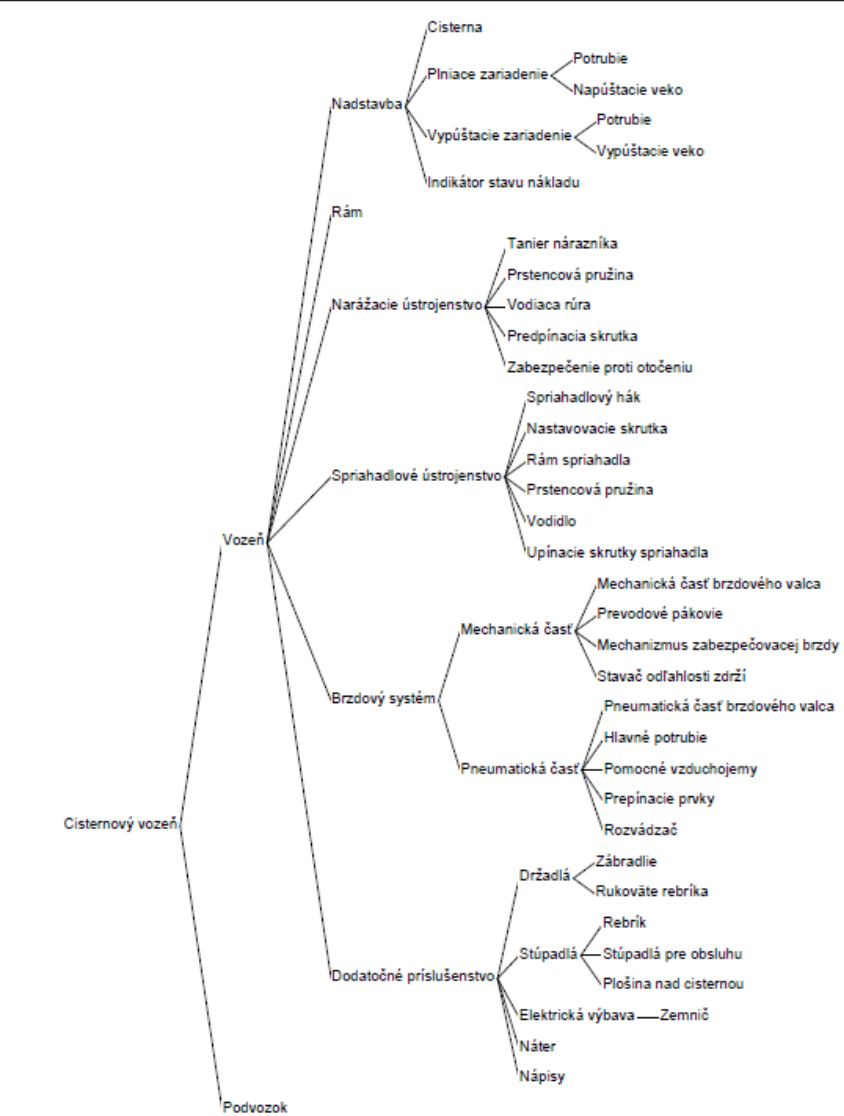 Cisterna
Potrubie
Plniace zariadenie
Napúštacie veko
Nadstavba
Potrubie
Vypúštacie zariadenie
Vypúštacie veko
Indikátor stavu nákladu
Rám
Tanier nárazníka
Prstencová pružina
Narážacie ústrojenstvo
Vodiaca rúra
Predpínacia skrutka
Zabezpečenie proti otočeniu
Spriahadlový hák
Nastavovacie skrutka
Rám spriahadla
Spriahadlové ústrojenstvo
Prstencová pružina
Vodidlo
Vozeň
Upínacie skrutky spriahadla
Mechanická časť brzdového valca
Prevodové pákovie
Mechanická časť
Mechanizmus zabezpečovacej brzdy
Stavač odľahlosti zdrží
Brzdový systém
Pneumatická časť brzdového valca
Hlavné potrubie
Pneumatická časť
Pomocné vzduchojemy
Prepínacie prvky
Cisternový vozeň
Rozvádzač
Zábradlie
Držadlá
Rukoväte rebríka
Rebrík
Stúpadlá
Stúpadlá pre obsluhu
Dodatočné príslušenstvo
Plošina nad cisternou
Elektrická výbava
Zemnič
Náter
Nápisy
Podvozok